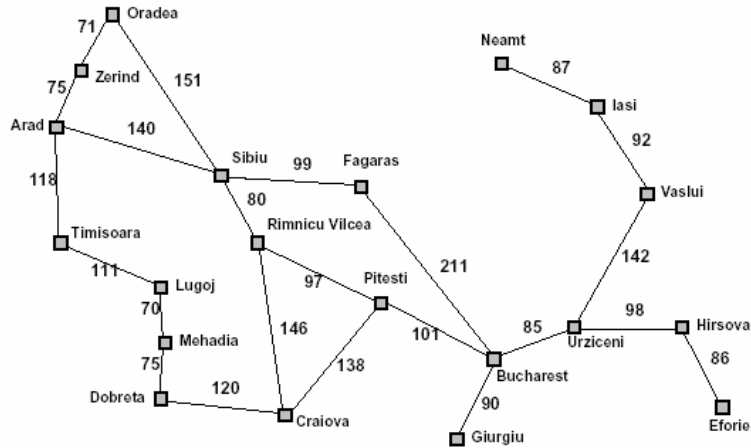 Oradea
71
Neamt
87
Zerind
151
75
Iasi
Arad
140
92
Sibiu
99
Fagaras
118
80
Vaslui
Timisoara
Rimnicu Vilcea
111
Lugoj
97
Pitesti
211
142
70
98
Hirsova
146
101
85
Urziceni
Mehadia
75
138
86
Bucharest
Dobreta
120
90
Craiova
Eforie
Giurgiu